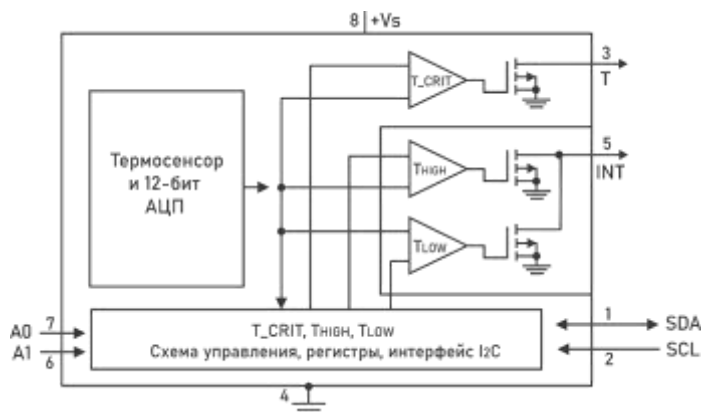 8 +Vs
3
T_CRIT
T
Термосенсор
и 12-бит
АЦП
THIGH
5
INT
TLOW
A0 7
A1 6
T_CRIT, THIGH, TLOW
Схема управления, регистры, интерфейс I2C
1 SDA
2 SCL
4